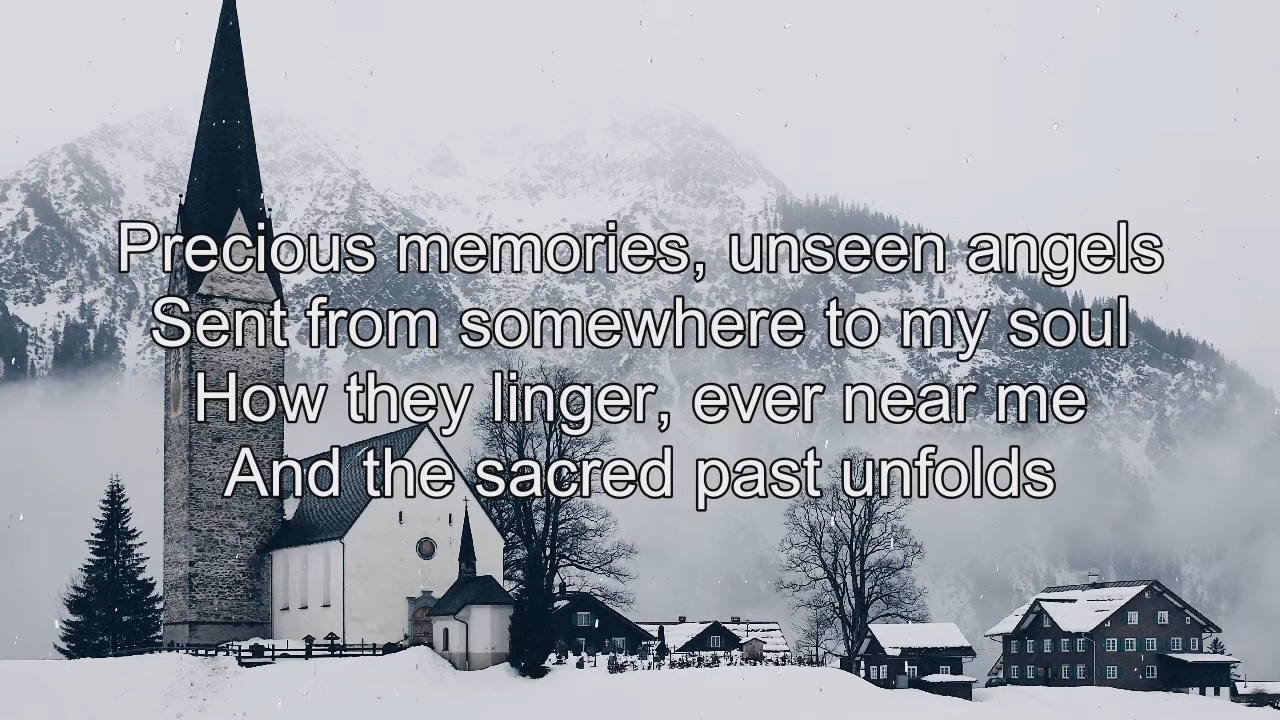 Precious memories, unseen angels
Sent from somewhere to my soul
How they linger, ever near me
And the sacred past unfolds